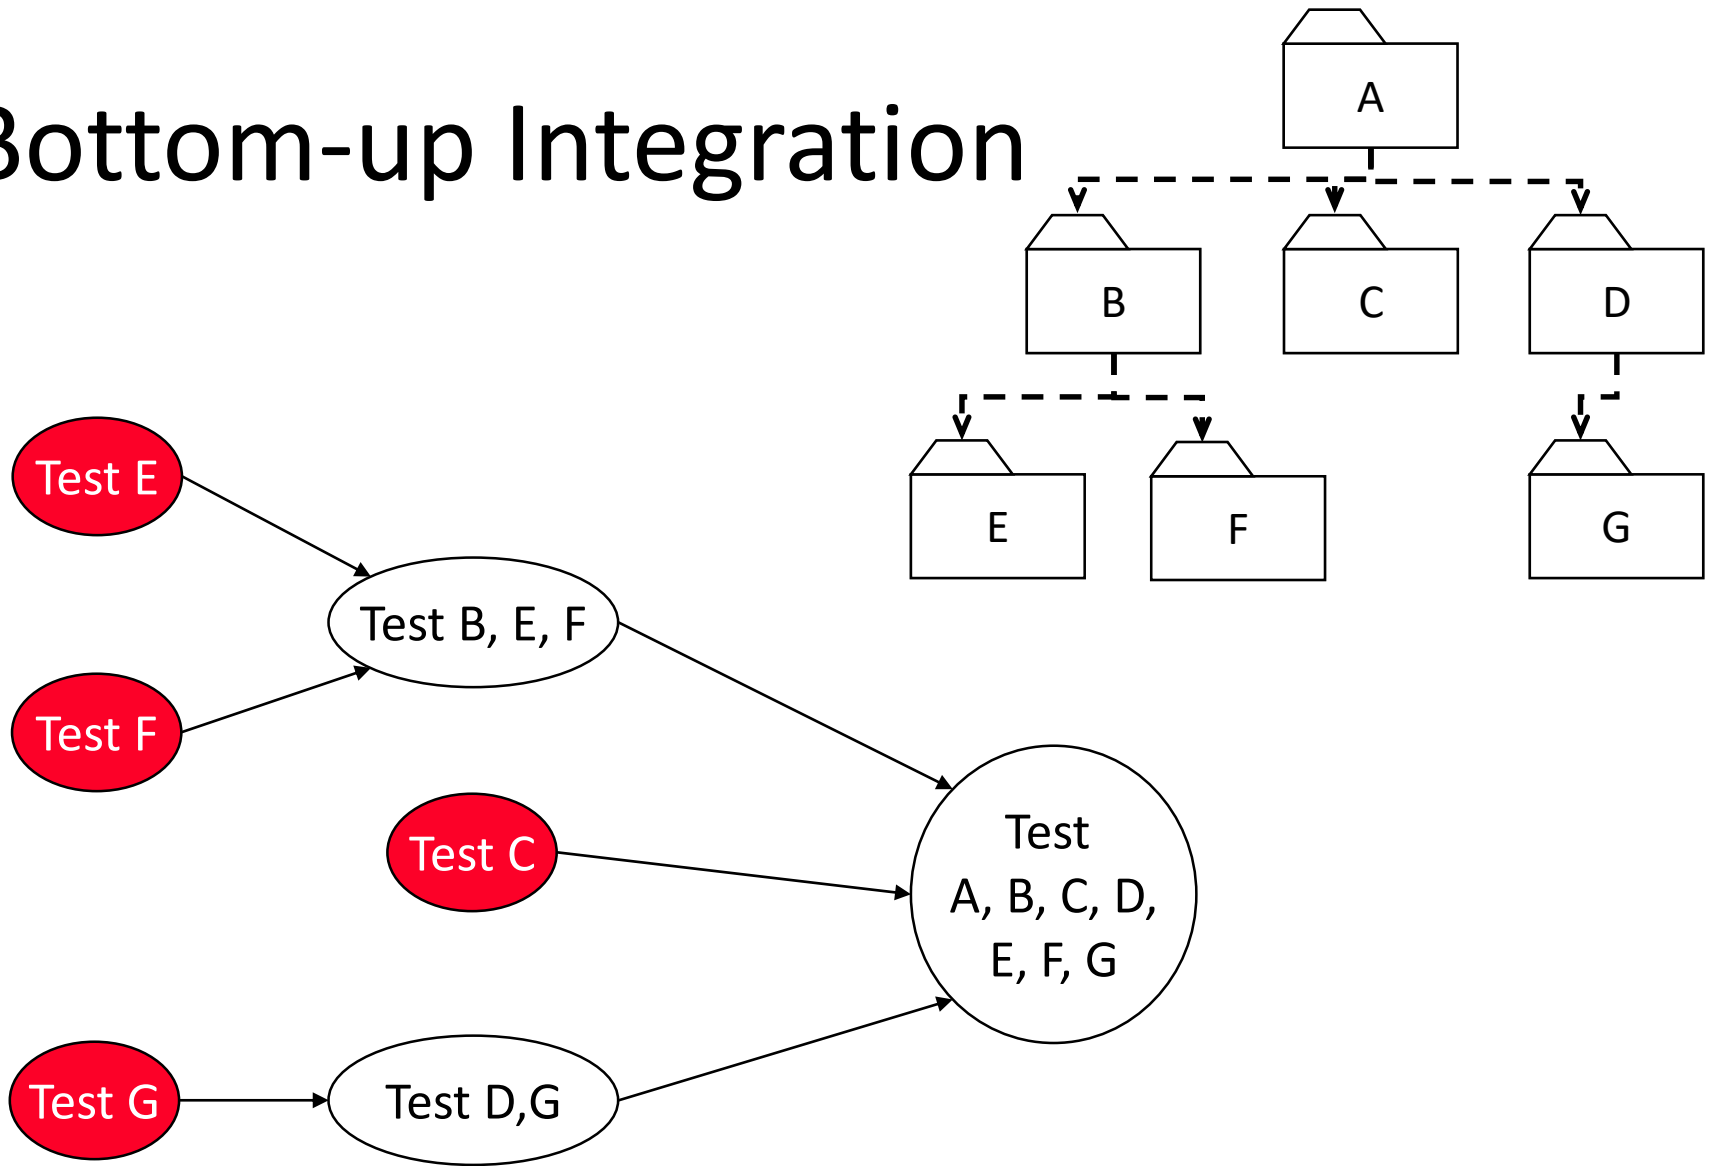 Bottom-up Integration
A
B
C
D
E
F
G
Test E
Test B, E, F
Test F
Test C
Test
A, B, C, D,
E, F, G
Test G
Test D,G